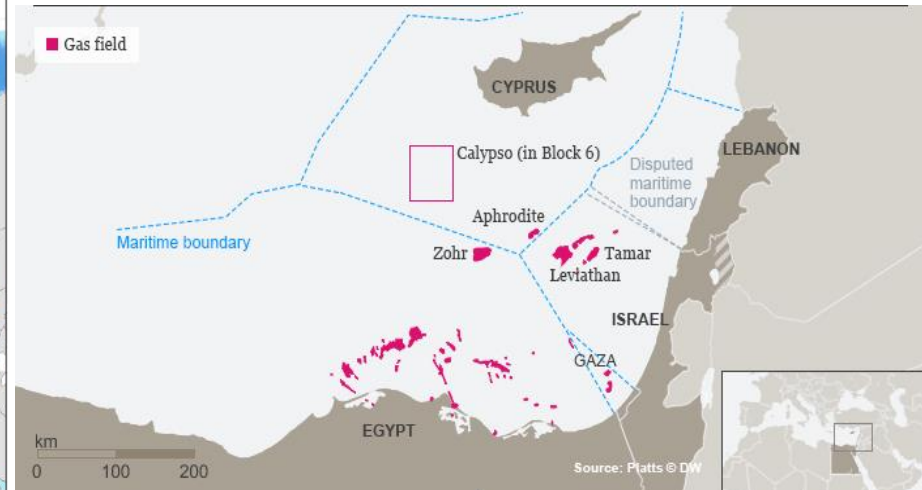 Gas field
CYPRUS
Calypso (in Block 6)
LEBANON
Disputed
maritime
boundary
Aphrodite
Maritime boundary
Zohr
Tamar
Leviathan
ISRAEL
GAZA
EGYPT
km
0 100 200
Source: Platts © DW